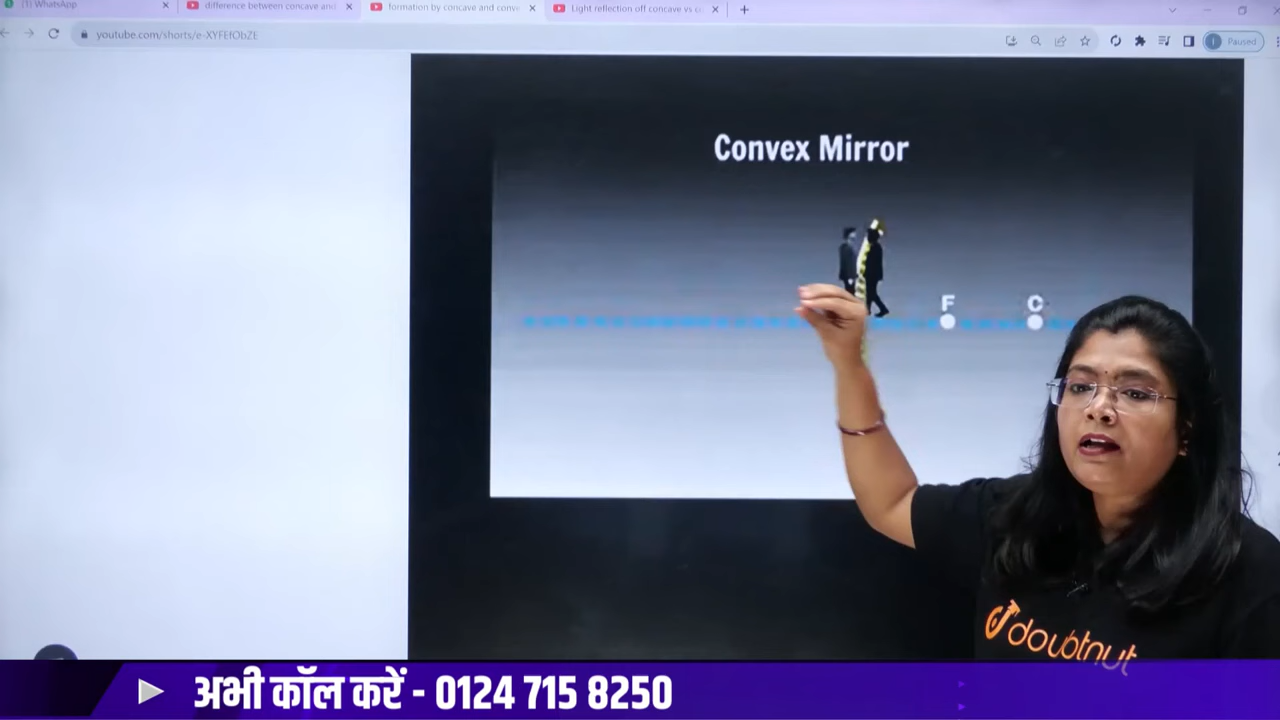 (1) WhatsApp
difference between concave and
formation by concave and conve
Light reflection off concave vs c
youtube.com/shorts/e-XYFEfObZE
Paused
Convex Mirror
F
C
doubtnut
अभी कॉल करें - 0124 715 8250